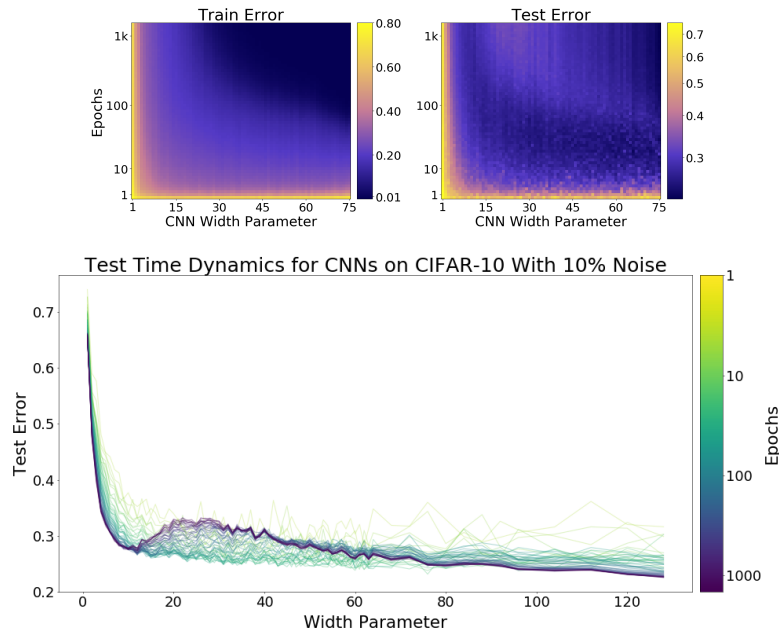 Train Error
Test Error
Epochs
1k
100
10
1
1 15 30 45 60 75
CNN Width Parameter
0.80
0.60
0.40
0.20
0.01
1k
100
10
1
1 15 30 45 60 75
CNN Width Parameter
0.7
0.6
0.5
0.4
0.3
Test Time Dynamics for CNNs on CIFAR-10 With 10% Noise
Test Error
0.7
0.6
0.5
0.4
0.3
0.2
0 20 40 60 80 100 120
Width Parameter
1
10
100
1000
Epochs